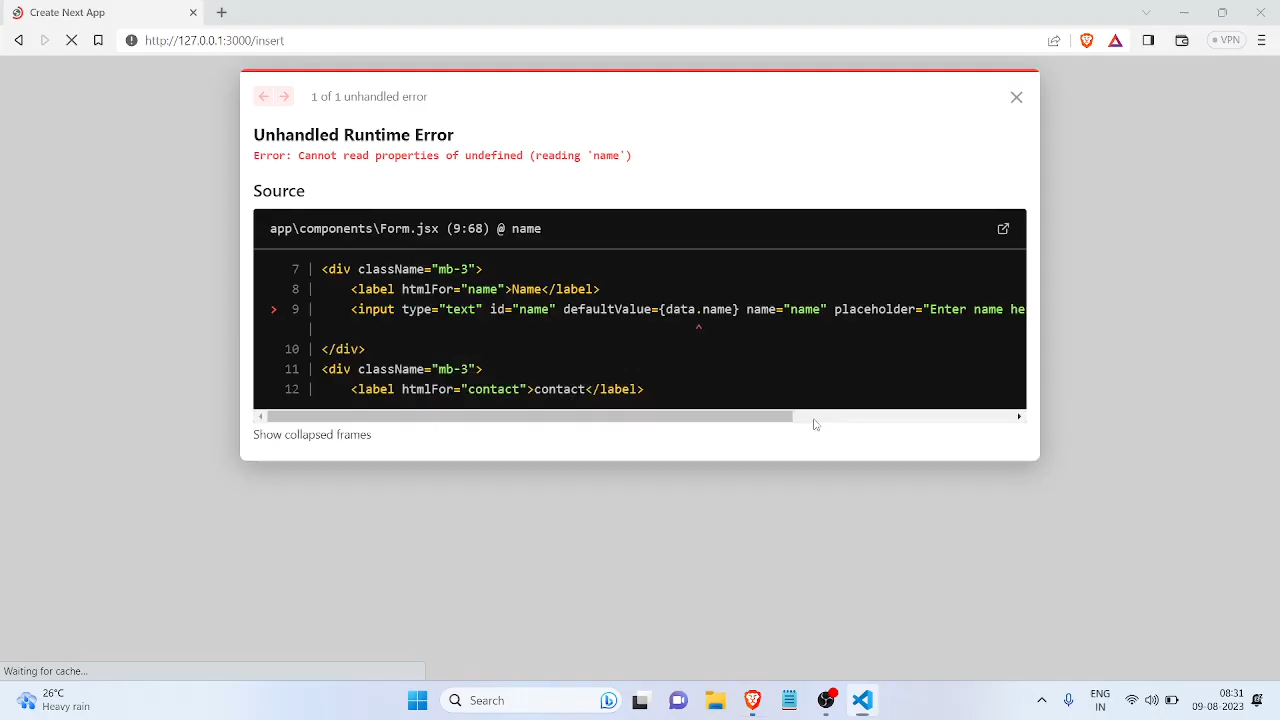 Create Next App
http://127.0.0.1:3000/insert
VPN
1 of 1 unhandled error
Unhandled Runtime Error
Error: Cannot read properties of undefined (reading 'name')
Source
app\components\Form.jsx (9:68) @ name
7 | <div className="mb-3">
8 |     <label htmlFor="name">Name</label>
> 9 |     <input type="text" id="name" defaultValue={data.name} name="name" placeholder="Enter name he
| ^
10 | </div>
11 | <div className="mb-3">
12 |     <label htmlFor="contact">contact</label>
Show collapsed frames
Waiting for cache...
26°C
Heavy rain
Search
ENG
IN
08:31
09-08-2023